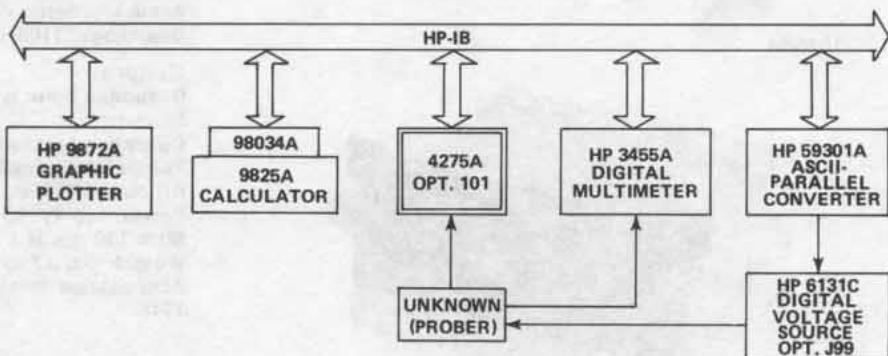 HP-IB
HP 9872A
GRAPHIC
PLOTTER
98034A
9825A
CALCULATOR
4275A
OPT. 101
HP 3455A
DIGITAL
MULTIMETER
HP 59301A
ASCII-
PARALLEL
CONVERTER
UNKNOWN
(PROBER)
HP 6131C
DIGITAL
VOLTAGE
SOURCE
OPT. J99